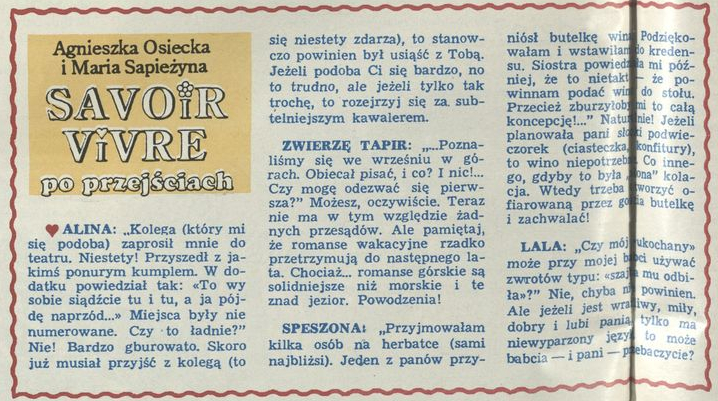 Agnieszka Osiecka
i Maria Sapieżyna
SAVOiR
ViVRE
po przejściach
ALINA: „Kolega (który mi
się podoba) zaprosił mnie do
teatru. Niestety! Przyszedł z ja-
kimś ponurym kumplem. W do-
datku powiedział tak: «To wy
sobie siądźcie tu i tu, a ja pój-
dę naprzód...» Miejsca były nie
numerowane. Czy to ładnie?"
Nie! Bardzo gburowato. Skoro
już musiał przyjść z kolegą (to
się niestety zdarza), to stanow-
czo powinien był usiąść z Tobą.
Jeżeli podoba Ci się bardzo, no
to trudno, ale jeżeli tylko tak
trochę, to rozejrzyj się za sub-
telniejszym kawalerem.
ZWIERZĘ TAPIR: „...Pozna-
liśmy się we wrześniu w gó-
rach. Obiecał pisać, i co? I nic!...
Czy mogę odezwać się pierw-
sza?" Możesz, oczywiście. Teraz
nie ma w tym względzie żad-
nych przesądów. Ale pamiętaj,
że romanse wakacyjne rzadko
przetrzymują do następnego la-
ta. Chociaż... romanse górskie są
solidniejsze niż morskie i te
znad jezior. Powodzenia!
SPESZONA: „Przyjmowałam
kilka osób na herbatce (sami
najbliżsi). Jeden z panów przy-
niósł butelkę wina Podzięko-
wałam i wstawiłam do kreden-
su. Siostra powiedziała mi póź-
niej, że to nietakt — że po-
winnam podać wino do stołu.
Przecież zburzyłoby mi to całą
koncepcję!..." Naturalnie! Jeżeli
planowała pani słodki podwie-
czorek (ciasteczka, konfitury),
to wino niepotrzebne. Co inne-
go, gdyby to była kola-
cja. Wtedy trzeba otworzyć o-
fiarowaną przez gościa butelkę
i zachwalać!
LALA: „Czy mój «ukochany»
może przy mojej babci używać
zwrotów typu: «szajba mu odbi-
ła»?" Nie, chyba nie powinien.
Ale jeżeli jest wrażliwy, miły,
dobry i lubi panią, tylko ma
niewyparzony język, to może
babcia — i pani — przebaczycie?